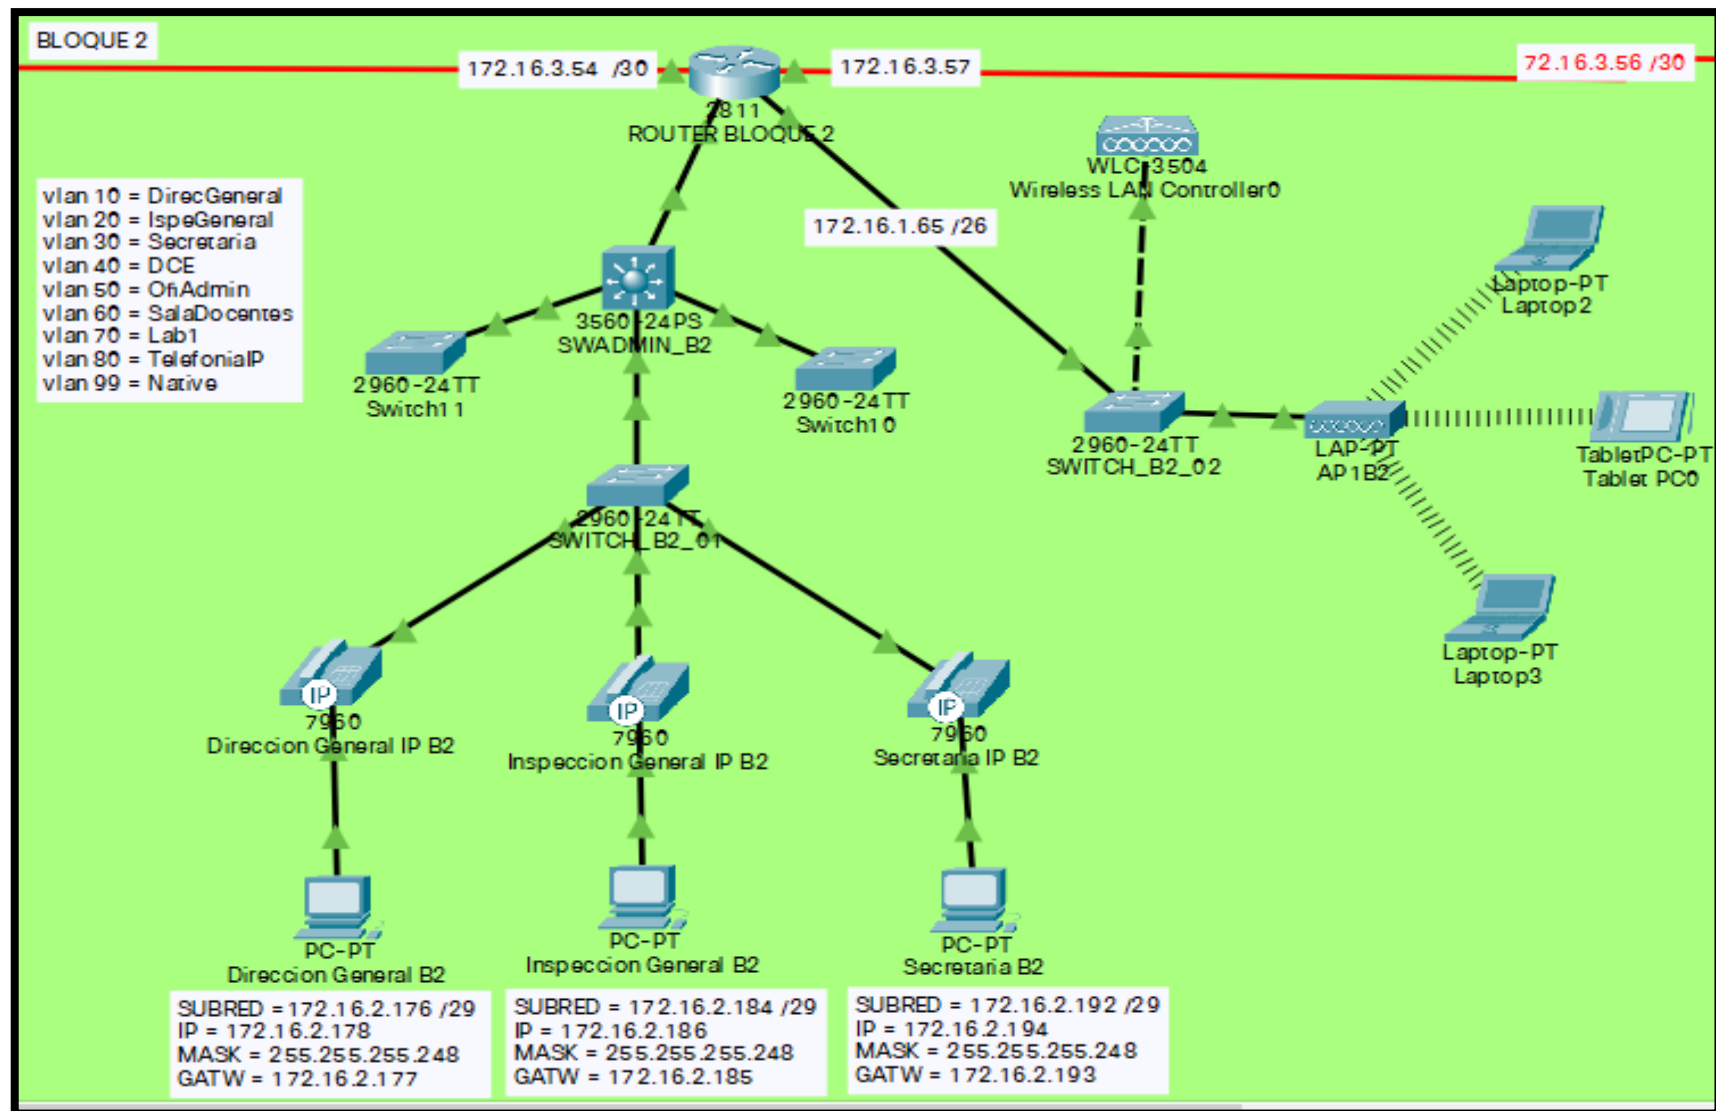 BLOQUE 2
172.16.3.54 /30
172.16.3.57
72.16.3.56 /30
2811
ROUTER BLOQUE 2
WLC-3504
Wireless LAN Controller0
vlan 10 = DirecGeneral
vlan 20 = IspeGeneral
vlan 30 = Secretaria
vlan 40 = DCE
vlan 50 = OfiAdmin
vlan 60 = SalaDocentes
vlan 70 = Lab1
vlan 80 = TelefoniaIP
vlan 99 = Native
172.16.1.65 /26
Laptop-PT
Laptop2
3560-24PS
SWADMIN_B2
2960-24TT
Switch11
2960-24TT
Switch10
2960-24TT
SWITCH_B2_02
LAP-PT
AP1B2
TabletPC-PT
Tablet PC0
2960-24TT
SWITCH_B2_01
Laptop-PT
Laptop3
IP
7960
Direccion General IP B2
IP
7960
Inspeccion General IP B2
IP
7960
Secretaria IP B2
PC-PT
Direccion General B2
PC-PT
Inspeccion General B2
PC-PT
Secretaria B2
SUBRED = 172.16.2.176 /29
IP = 172.16.2.178
MASK = 255.255.255.248
GATW = 172.16.2.177
SUBRED = 172.16.2.184 /29
IP = 172.16.2.186
MASK = 255.255.255.248
GATW = 172.16.2.185
SUBRED = 172.16.2.192 /29
IP = 172.16.2.194
MASK = 255.255.255.248
GATW = 172.16.2.193